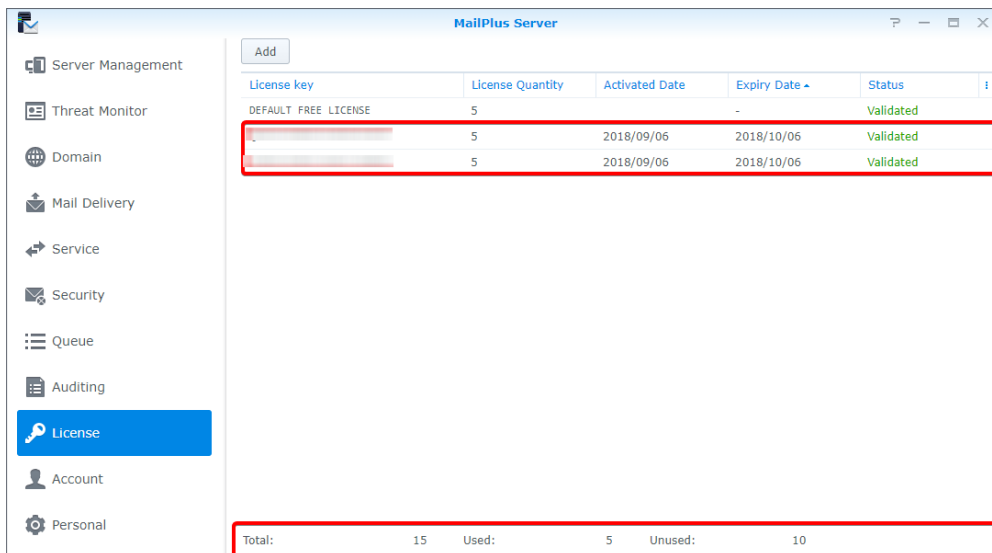 MailPlus Server
Server Management
Threat Monitor
Domain
Mail Delivery
Service
Security
Queue
Auditing
License
Account
Personal
Add
License key License Quantity Activated Date Expiry Date Status
DEFAULT FREE LICENSE 5 - Validated
5 2018/09/06 2018/10/06 Validated
5 2018/09/06 2018/10/06 Validated
Total: 15 Used: 5 Unused: 10